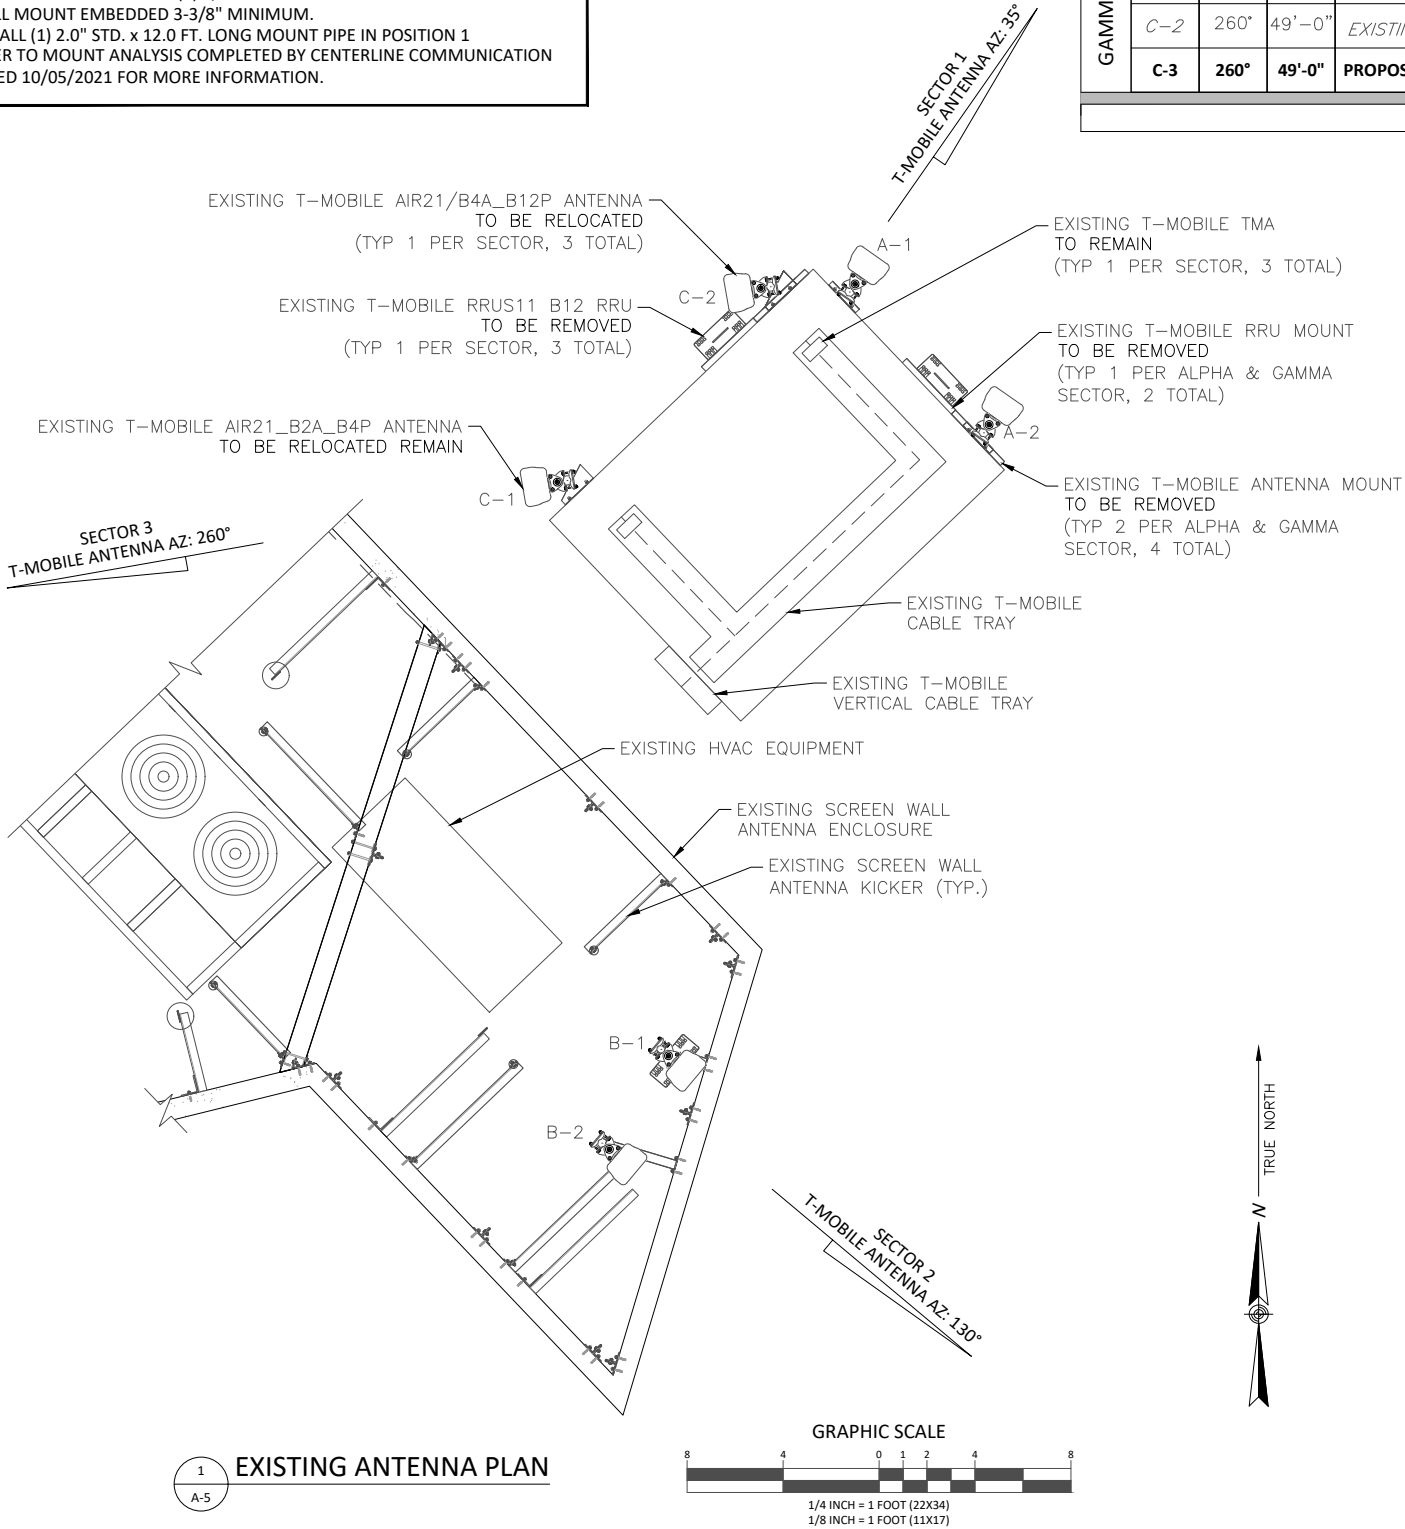 L MOUNT EMBEDDED 3-3/8" MINIMUM.
ALL (1) 2.0" STD. x 12.0 FT. LONG MOUNT PIPE IN POSITION 1
ER TO MOUNT ANALYSIS COMPLETED BY CENTERLINE COMMUNICATION
ED 10/05/2021 FOR MORE INFORMATION.
GAMM
C-2 260° 49'-0"
C-3 260° 49'-0" PROPOS
SECTOR 1
T-MOBILE ANTENNA AZ: 35°
EXISTING T-MOBILE AIR21/B4A_B12P ANTENNA
TO BE RELOCATED
(TYP 1 PER SECTOR, 3 TOTAL)
A-1
EXISTING T-MOBILE TMA
TO REMAIN
(TYP 1 PER SECTOR, 3 TOTAL)
C-2
EXISTING T-MOBILE RRUS11 B12 RRU
TO BE REMOVED
(TYP 1 PER SECTOR, 3 TOTAL)
EXISTING T-MOBILE RRU MOUNT
TO BE REMOVED
(TYP 1 PER ALPHA & GAMMA
SECTOR, 2 TOTAL)
EXISTING T-MOBILE AIR21_B2A_B4P ANTENNA
TO BE RELOCATED REMAIN
A-2
C-1
EXISTING T-MOBILE ANTENNA MOUNT
TO BE REMOVED
(TYP 2 PER ALPHA & GAMMA
SECTOR, 4 TOTAL)
SECTOR 3
T-MOBILE ANTENNA AZ: 260°
EXISTING T-MOBILE
CABLE TRAY
EXISTING T-MOBILE
VERTICAL CABLE TRAY
EXISTING HVAC EQUIPMENT
EXISTING SCREEN WALL
ANTENNA ENCLOSURE
EXISTING SCREEN WALL
ANTENNA KICKER (TYP.)
B-1
B-2
TRUE NORTH
N
SECTOR 2
T-MOBILE ANTENNA AZ: 130°
1
A-5
EXISTING ANTENNA PLAN
GRAPHIC SCALE
8 4 0 1 2 4 8
1/4 INCH = 1 FOOT (22X34)
1/8 INCH = 1 FOOT (11X17)